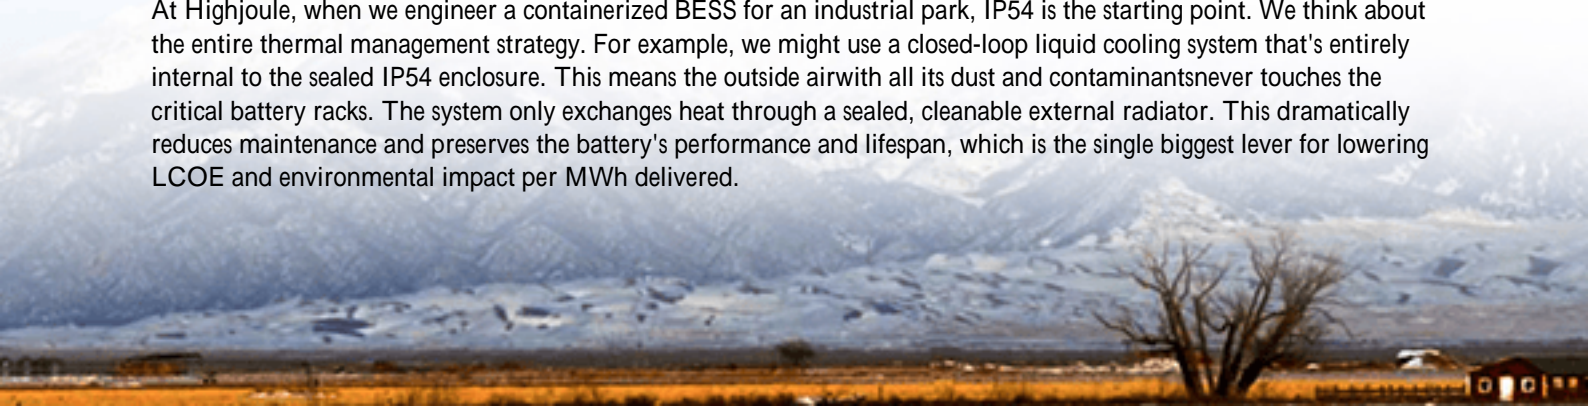 At Highjoule, when we engineer a containerized BESS for an industrial park, IP54 is the starting point. We think about
the entire thermal management strategy. For example, we might use a closed-loop liquid cooling system that's entirely
internal to the sealed IP54 enclosure. This means the outside airwith all its dust and contaminantsnever touches the
critical battery racks. The system only exchanges heat through a sealed, cleanable external radiator. This dramatically
reduces maintenance and preserves the battery's performance and lifespan, which is the single biggest lever for lowering
LCOE and environmental impact per MWh delivered.